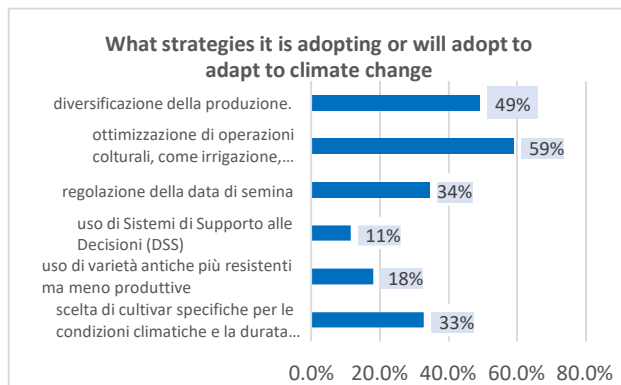 What strategies it is adopting or will adopt to
adapt to climate change
diversificazione della produzione.
49%
ottimizzazione di operazioni
colturali, come irrigazione,...
59%
regolazione della data di semina
34%
uso di Sistemi di Supporto alle
Decisioni (DSS)
11%
uso di varietà antiche più resistenti
ma meno produttive
18%
scelta di cultivar specifiche per le
condizioni climatiche e la durata...
33%
0.0% 20.0% 40.0% 60.0% 80.0%